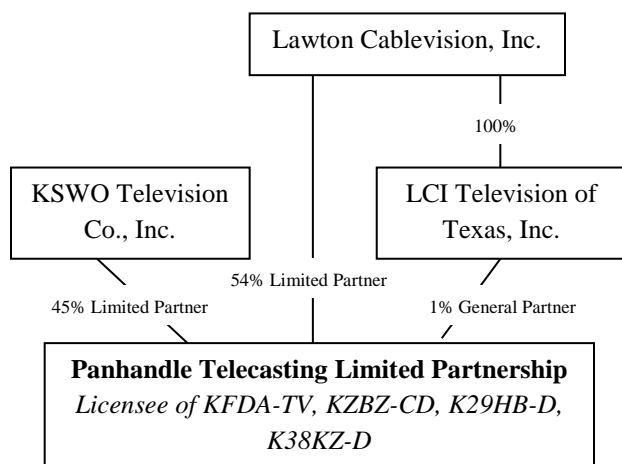 Lawton Cablevision, Inc.
100%
KSWO Television
Co., Inc.
LCI Television of
Texas, Inc.
54% Limited Partner
45% Limited Partner
1% General Partner
Panhandle Telecasting Limited Partnership
Licensee of KFDA-TV, KZBZ-CD, K29HB-D,
K38KZ-D